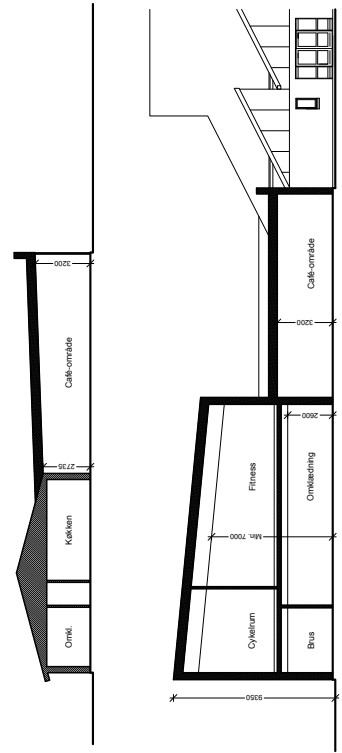 Omkl.
Køkken
2735
Café-område
3200
9350
Cykelrum
Fitness
Min. 7000
Brus
Omklædning
2600
3200
Café-område